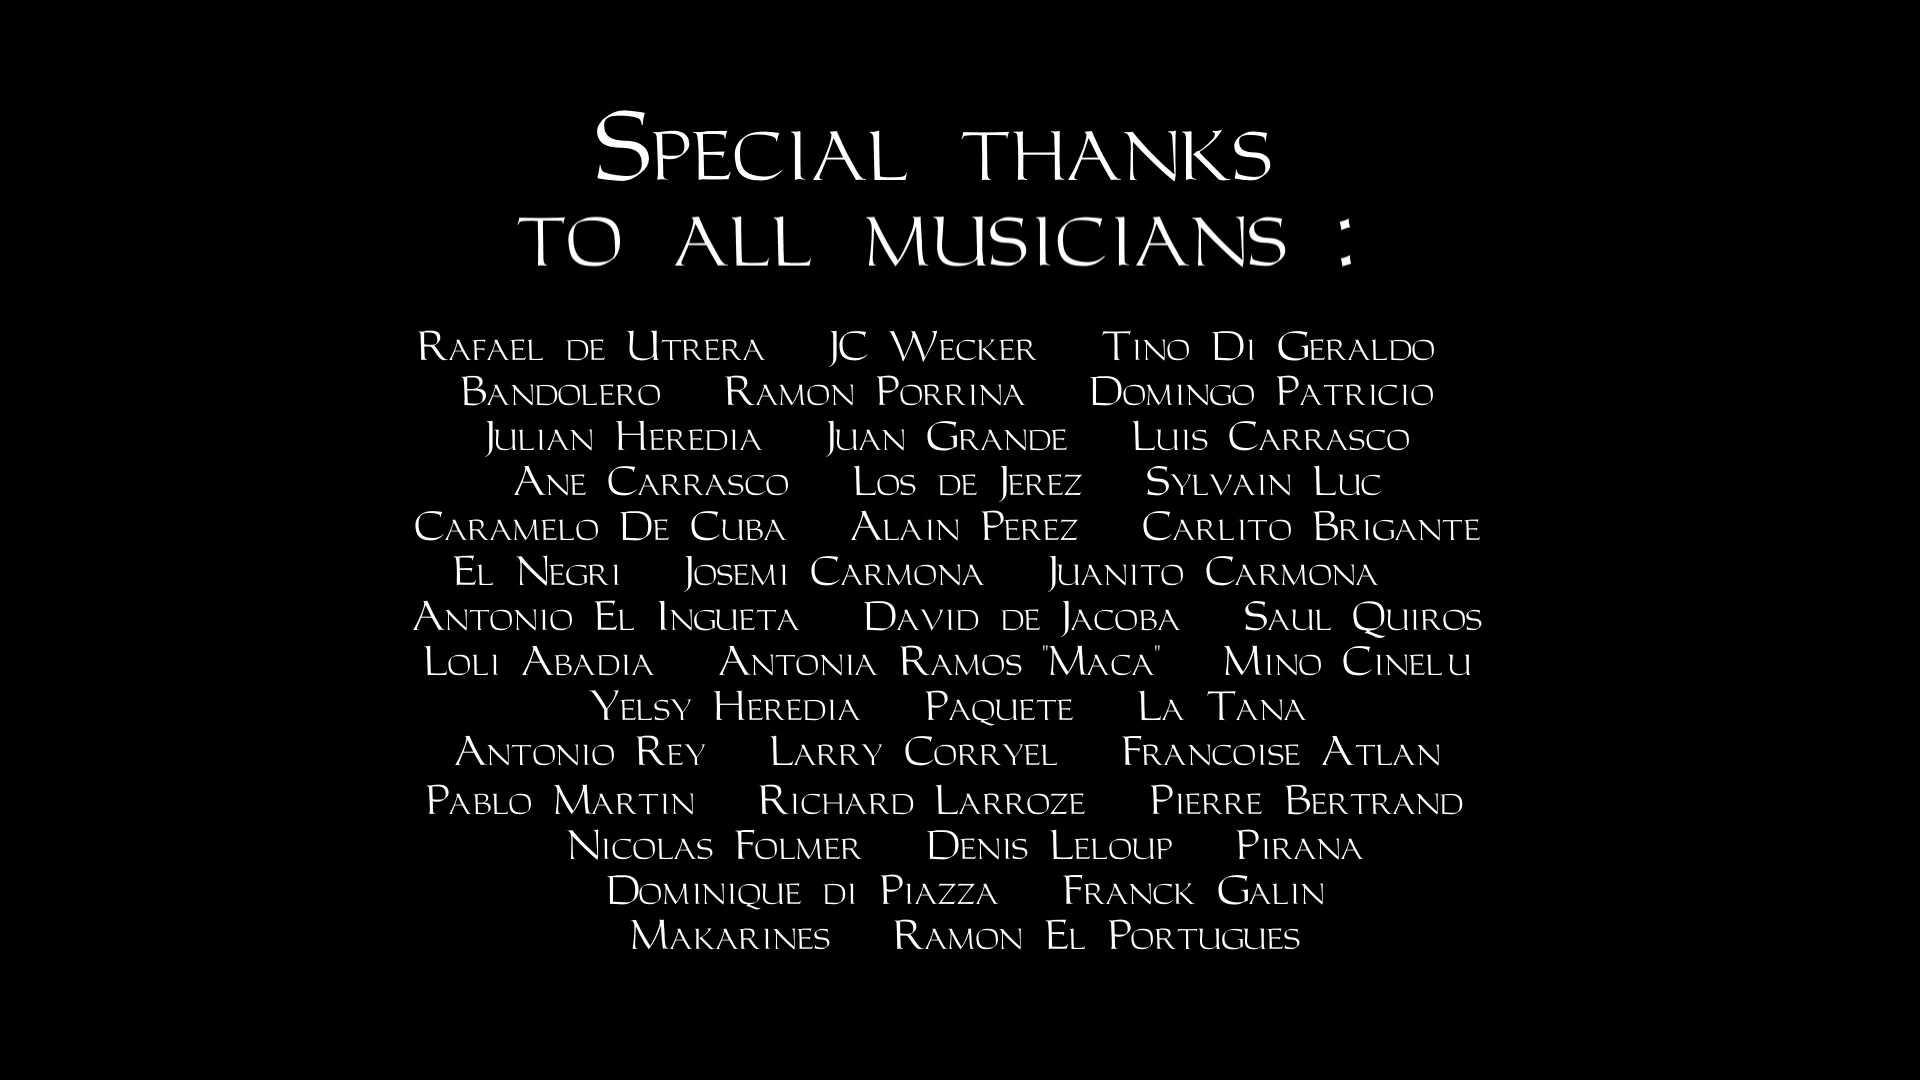 Special thanks
to all musicians :
Rafael de Utrera JC Wecker Tino Di Geraldo
Bandolero Ramon Porrina Domingo Patricio
Julian Heredia Juan Grande Luis Carrasco
Ane Carrasco Los de Jerez Sylvain Luc
Caramelo De Cuba Alain Perez Carlito Brigante
El Negri Josemi Carmona Juanito Carmona
Antonio El Ingueta David de Jacoba Saul Quiros
Loli Abadia Antonia Ramos "Maca" Mino Cinelu
Yelsy Heredia Paquete La Tana
Antonio Rey Larry Corryel Francoise Atlan
Pablo Martin Richard Larroze Pierre Bertrand
Nicolas Folmer Denis Leloup Pirana
Dominique di Piazza Franck Galin
Makarines Ramon El Portugues